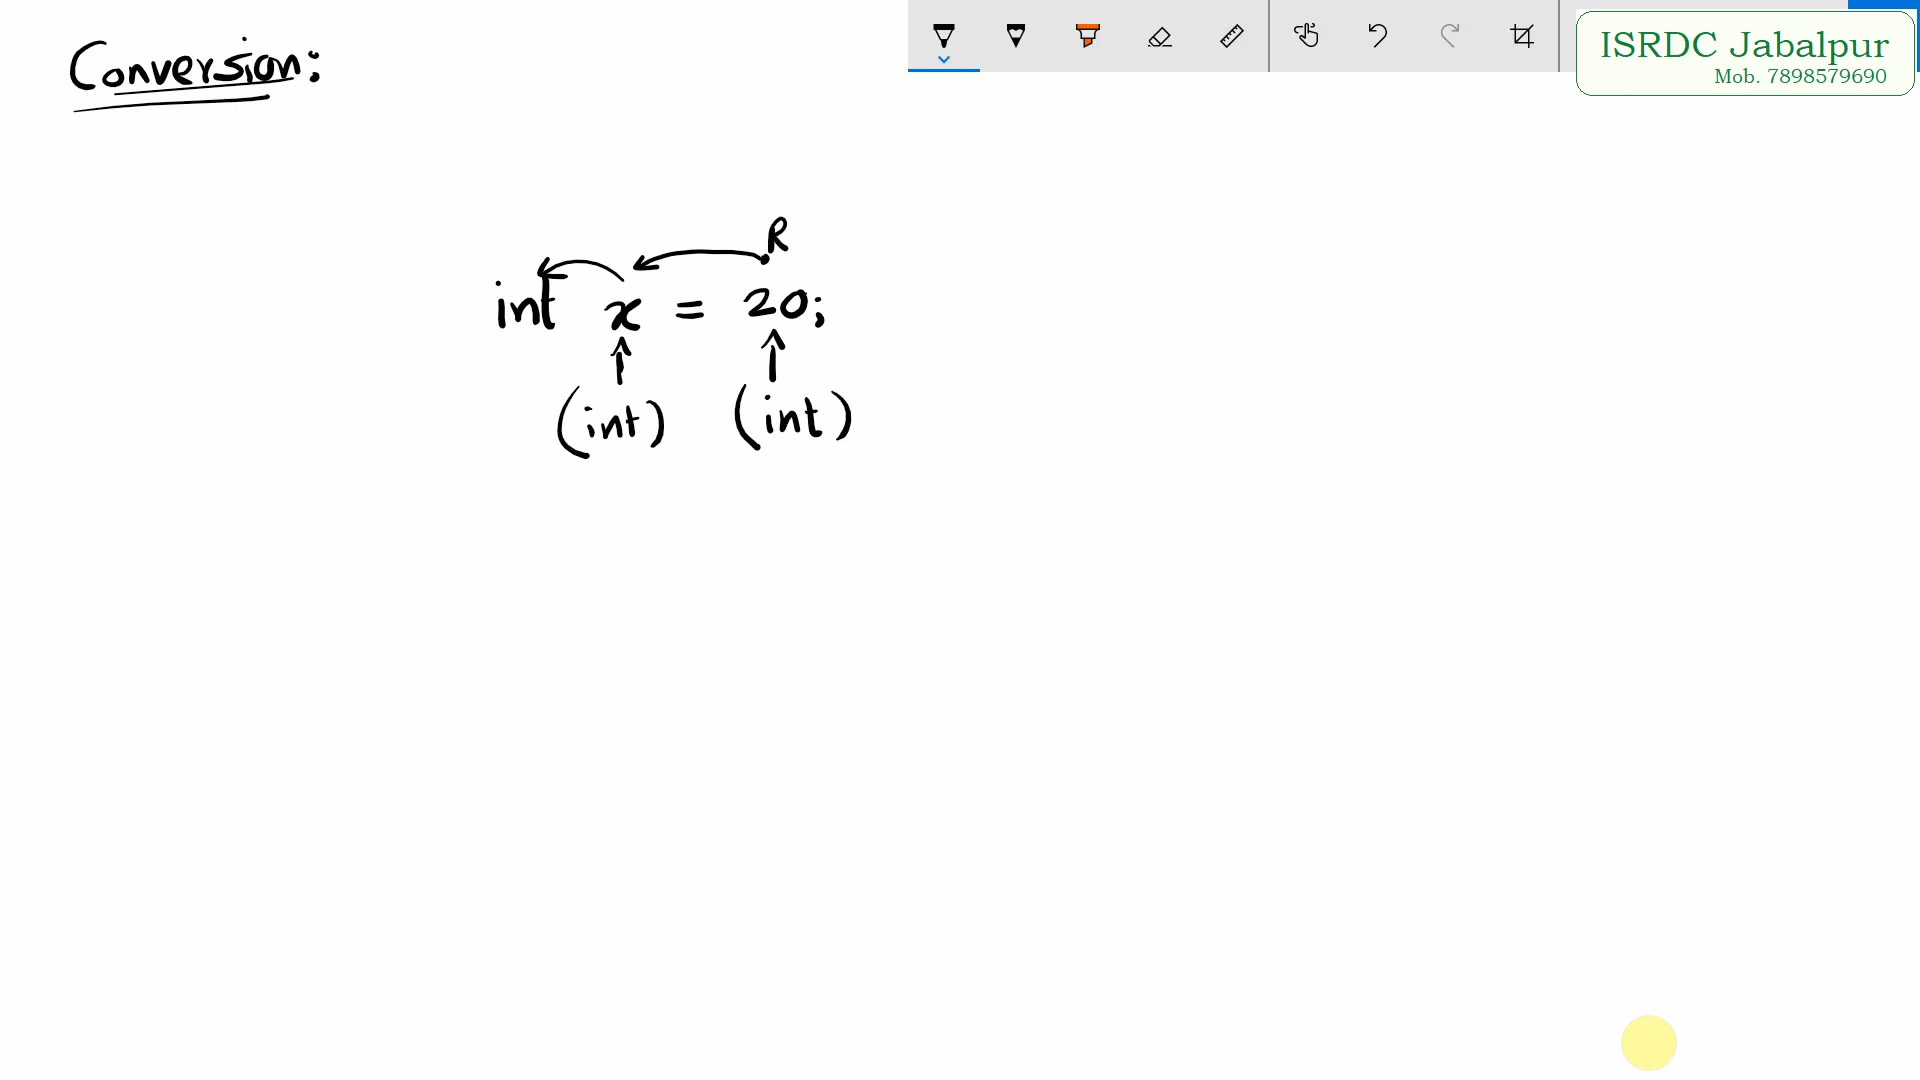 Conversion:
ISRDC Jabalpur
Mob. 7898579690
R
int x = 20;
(int) (int)